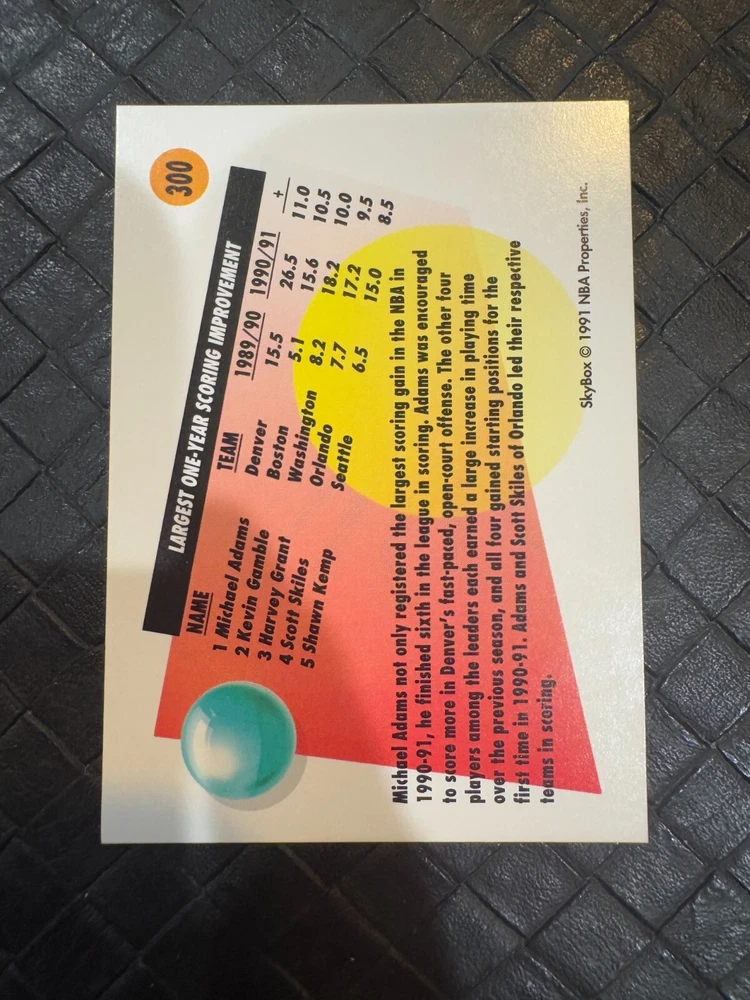 300
LARGEST ONE-YEAR SCORING IMPROVEMENT
NAME TEAM 1989/90 1990/91 +
1 Michael Adams Denver 15.5 26.5 11.0
2 Kevin Gamble Boston 5.1 15.6 10.5
3 Harvey Grant Washington 8.2 18.2 10.0
4 Scott Skiles Orlando 7.7 17.2 9.5
5 Shawn Kemp Seattle 6.5 15.0 8.5
Michael Adams not only registered the largest scoring gain in the NBA in
1990-91, he finished sixth in the league in scoring. Adams was encouraged
to score more in Denver's fast-paced, open-court offense. The other four
players among the leaders each earned a large increase in playing time
over the previous season, and all four gained starting positions for the
first time in 1990-91. Adams and Scott Skiles of Orlando led their respective
teams in scoring.
SkyBox © 1991 NBA Properties, Inc.